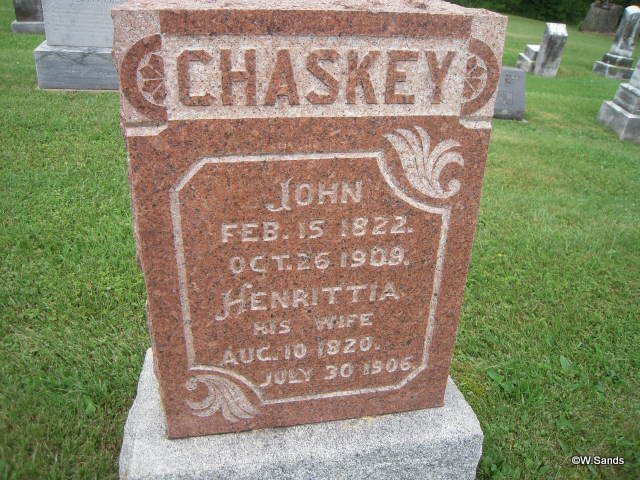 CHASKEY
JOHN
FEB. 15 1822.
OCT. 26 1909.
HENRITTIA
HIS WIFE
AUG. 10 1820.
JULY 30 1906.
©W.Sands